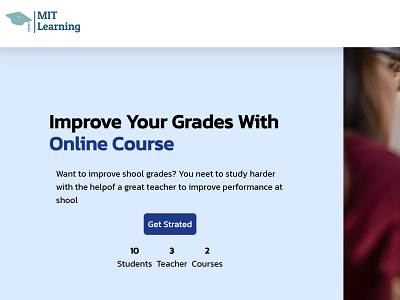 MIT
Learning
Improve Your Grades With
Online Course
Want to improve shool grades? You neet to study harder
with the helpof a great teacher to improve performance at
shool
Get Strated
10 3 2
Students Teacher Courses